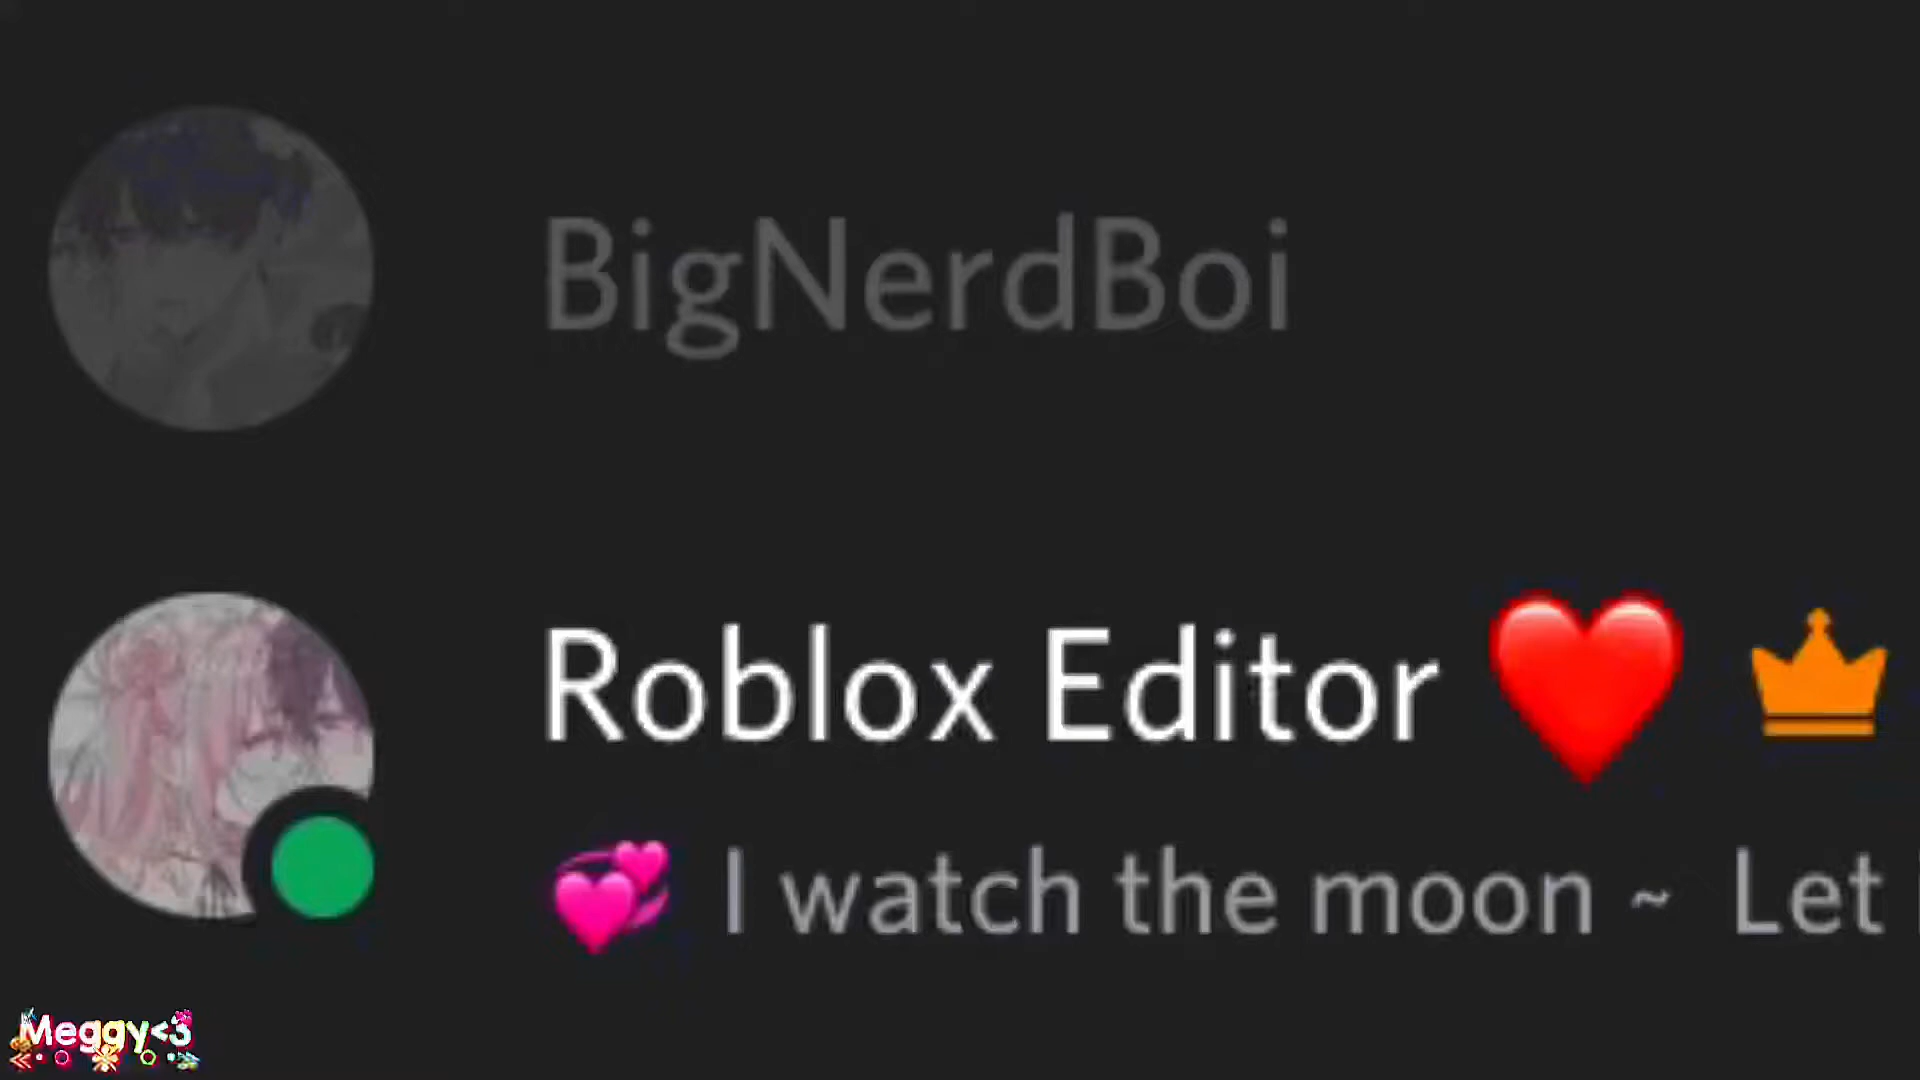 BigNerdBoi
Roblox Editor ❤️
💞 I watch the moon ~ Let
Meggy<3